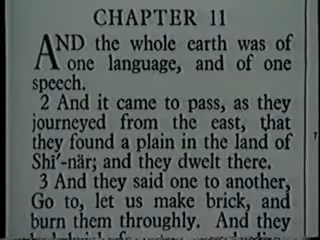 CHAPTER 11
AND the whole earth was of
one language, and of one
speech.
2 And it came to pass, as they
journeyed from the east, that
they found a plain in the land of
Shī'-när; and they dwelt there.
3 And they said one to another,
Go to, let us make brick, and
burn them throughly. And they